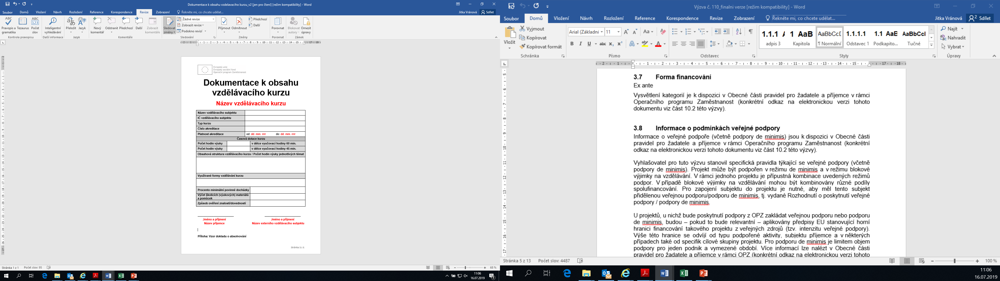 Dokumentace k obsahu vzdelavaciho kurzu_v2 [jen pro čtení] [režim kompatibility] - Word
Soubor Domů Vložení Návrh Rozložení Reference Korespondence Revize Zobrazení Řekněte mi, co chcete udělat... Jitka Vránová Sdílet
ABC ABC 123
Pravopis a gramatika
Tezaurus
Počet slov
Kontrola pravopisu
Inteligentní vyhledávání
Další informace
Přeložit
Jazyk
Jazyk
Nový komentář
Odstranit
Předchozí
Další
Zobrazit komentáře
Komentáře
Sledovat změny
Žádné revize
Zobrazit revize
Podokno revizí
Sledování
Přijmout
Odmítnout
Předchozí
Další
Změny
Porovnat
Porovnat
Blokovat autory
Omezit úpravy
Zámek
Evropská unie
Evropský sociální fond
Operační program Zaměstnanost
Dokumentace k obsahu
vzdělávacího kurzu
Název vzdělávacího kurzu
Název vzdělávacího subjektu
IČ vzdělávacího subjektu
Typ kurzu
Číslo akreditace
Platnost akreditace od: dd. mm. rrrr do: dd. mm. rrrr
Časová dotace kurzu
Počet hodin výuky v délce vyučovací hodiny 60 min.
Počet hodin výuky v délce vyučovací hodiny 45 min.
Obsahová struktura vzdělávacího kurzu / Počet hodin výuky jednotlivých témat
Využívané formy vzdělávání kurzu
Procento minimální povinné docházky
Výčet školicích (výukových) materiálů
a pomůcek
Způsob ověření znalostí/dovedností
Jméno a příjmení Jméno a příjmení
Název příjemce Název externího vzdělávacího subjektu
Příloha: Vzor dokladu o absolvování
Stránka 1 z 1
Stránka 1 z 1 Počet slov: 95 68 %
11:06
16.07.2019
Výzva č. 110_finalni verze [režim kompatibility] - Word
Soubor Domů Vložení Návrh Rozložení Reference Korespondence Revize Zobrazení Řekněte mi, co chcete udělat... Jitka Vránová Sdílet
Vložit
Vyjmout
Kopírovat
Kopírovat formát
Schránka
Arial (Základní 11
Písmo
Odstavec
1.1.1 A 1 AaB AaBbCcD 1.1.1.1 1.1 AaB AaBbCcI
adpis 3 Kapitola ¶ Normální Odstavec 1 Podkapito... Tučné
Styly
Najít
Nahradit
Vybrat
Úpravy
3.7 Forma financování
Ex ante
Vysvětlení kategorií je k dispozici v Obecné části pravidel pro žadatele a příjemce v rámci
Operačního programu Zaměstnanost (konkrétní odkaz na elektronickou verzi tohoto
dokumentu viz část 10.2 této výzvy).
3.8 Informace o podmínkách veřejné podpory
Informace o veřejné podpoře (včetně podpory de minimis) jsou k dispozici v Obecné části
pravidel pro žadatele a příjemce v rámci Operačního programu Zaměstnanost (konkrétní
odkaz na elektronickou verzi tohoto dokumentu viz část 10.2 této výzvy).
Vyhlašovatel pro tuto výzvu stanovil specifická pravidla týkající se veřejné podpory (včetně
podpory de minimis). Projekt může být podpořen v režimu de minimis a v režimu blokové
výjimky na vzdělávání. V rámci jednoho projektu je přípustná kombinace uvedených režimů
podpor. V případě blokové výjimky na vzdělávání mohou být kombinovány různé podíly
spolufinancování. Pro zapojení subjektu do projektu je nutné, aby měl tento subjekt
přidělenou veřejnou podporu/podporu de minimis, tj. vydané Rozhodnutí o poskytnutí veřejné
podpory / podpory de minimis.
U projektů, u nichž bude poskytnutí podpory z OPZ zakládat veřejnou podporu nebo podporu
de minimis, budou – pokud to bude relevantní – aplikovány předpisy EU stanovující horní
hranici financování takového projektu z veřejných zdrojů (tzv. intenzitu veřejné podpory).
Výše této hranice se odvíjí od typu podpořené aktivity, subjektu příjemce a v některých
případech také od specifik cílové skupiny projektu. Pro podporu de minimis je limitem objem
podpory pro jeden podnik a vymezené období. Více informací lze nalézt v Obecné části
pravidel pro žadatele a příjemce v rámci OPZ (konkrétní odkaz na elektronickou verzi tohoto
Stránka 5 z 13 Počet slov: 4487 100 %
11:06
16.07.2019